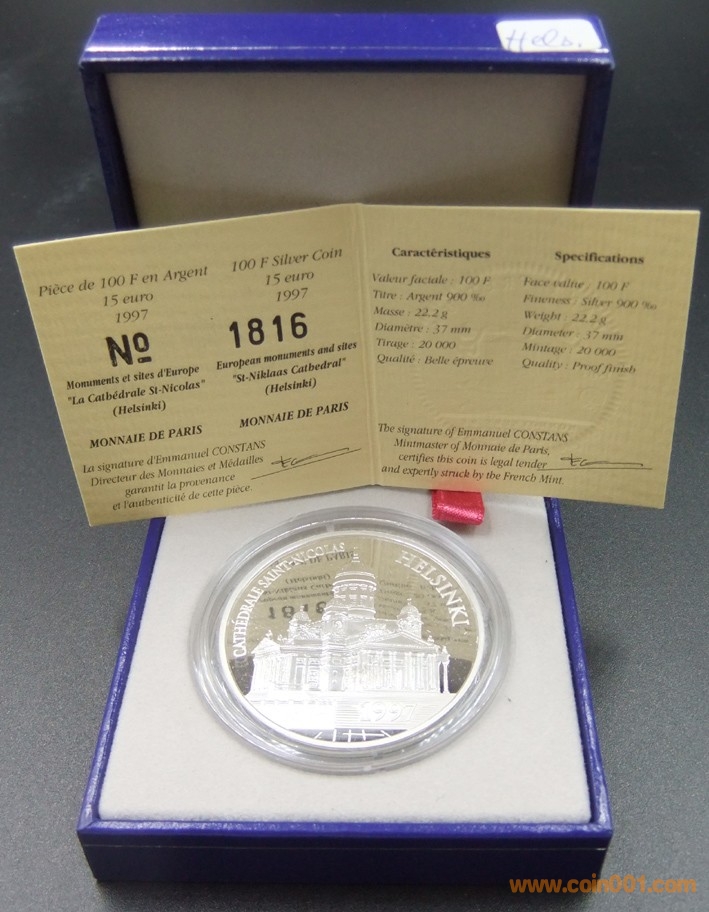 Hels.
Pièce de 100 F en Argent
15 euro
1997
No
Monuments et sites d'Europe
"La Cathédrale St-Nicolas"
(Helsinki)
MONNAIE DE PARIS
La signature d'Emmanuel CONSTANS
Directeur des Monnaies et Médailles
garantit la provenance
et l'authenticité de cette pièce.
100 F Silver Coin
15 euro
1997
1816
European monuments and sites
"St-Niklaas Cathedral"
(Helsinki)
MONNAIE DE PARIS
Caractéristiques
Valeur faciale : 100 F
Titre : Argent 900 ‰
Masse : 22.2 g
Diamètre : 37 mm
Tirage : 20 000
Qualité : Belle épreuve
Specifications
Face value : 100 F
Fineness : Silver 900 ‰
Weight : 22.2 g
Diameter : 37 mm
Mintage : 20 000
Quality : Proof finish
The signature of Emmanuel CONSTANS
Mintmaster of Monnaie de Paris,
certifies this coin is legal tender
and expertly struck by the French Mint.
CATHÉDRALE SAINT-NICOLAS
HELSINKI
1997
www.coin001.com